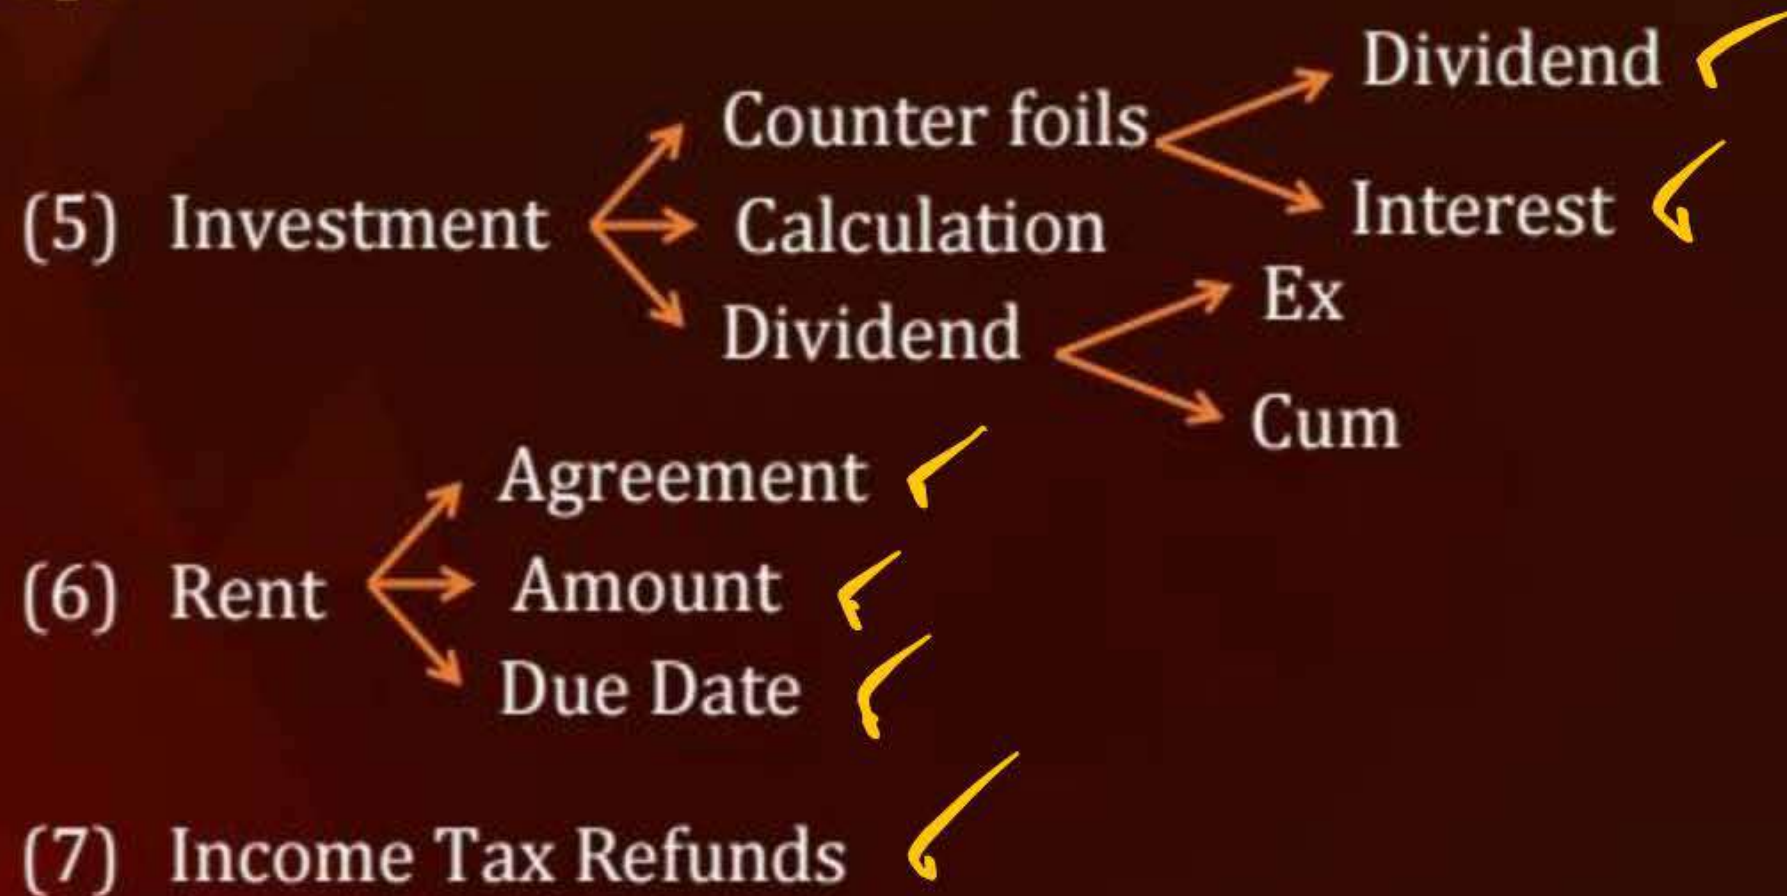 Dividend
Counter foils
Interest
(5) Investment
Calculation
Ex
Dividend
Cum
Agreement
(6) Rent
Amount
Due Date
(7) Income Tax Refunds